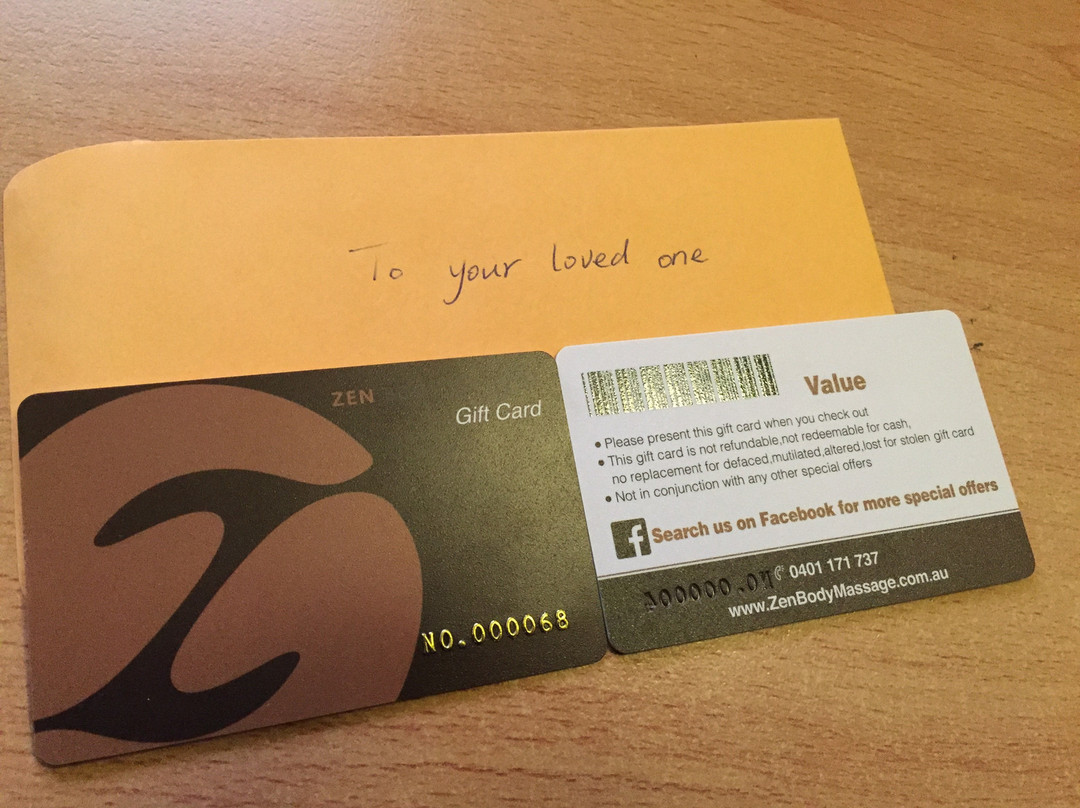 To your loved one
ZEN
Gift Card
NO.000068
Value
• Please present this gift card when you check out
• This gift card is not refundable,not redeemable for cash,
no replacement for defaced,mutilated,altered,lost for stolen gift card
• Not in conjunction with any other special offers
f Search us on Facebook for more special offers
0401 171 737
www.ZenBodyMassage.com.au